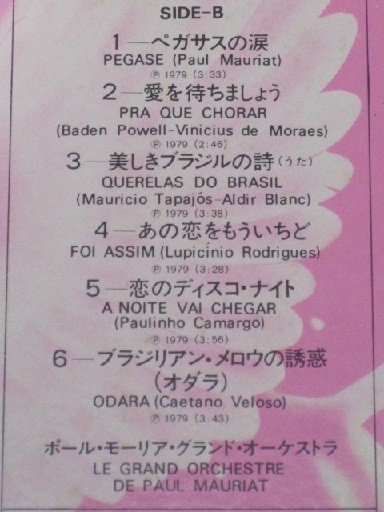 SIDE-B
1—ペガサスの涙
PEGASE (Paul Mauriat)
Ⓟ 1979 (3:33)
2—愛を待ちましょう
PRA QUE CHORAR
(Baden Powell-Vinicius de Moraes)
Ⓟ 1979 (2:46)
3—美しきブラジルの詩(うた)
QUERELAS DO BRASIL
(Mauricio Tapajós-Aldir Blanc)
Ⓟ 1979 (3:38)
4—あの恋をもういちど
FOI ASSIM (Lupicínio Rodrigues)
Ⓟ 1979 (3:28)
5—恋のディスコ・ナイト
A NOITE VAI CHEGAR
(Paulinho Camargo)
Ⓟ 1979 (3:56)
6—ブラジリアン・メロウの誘惑
(オダラ)
ODARA (Caetano Veloso)
Ⓟ 1979 (3:43)
ポール・モーリア・グランド・オーケストラ
LE GRAND ORCHESTRE
DE PAUL MAURIAT